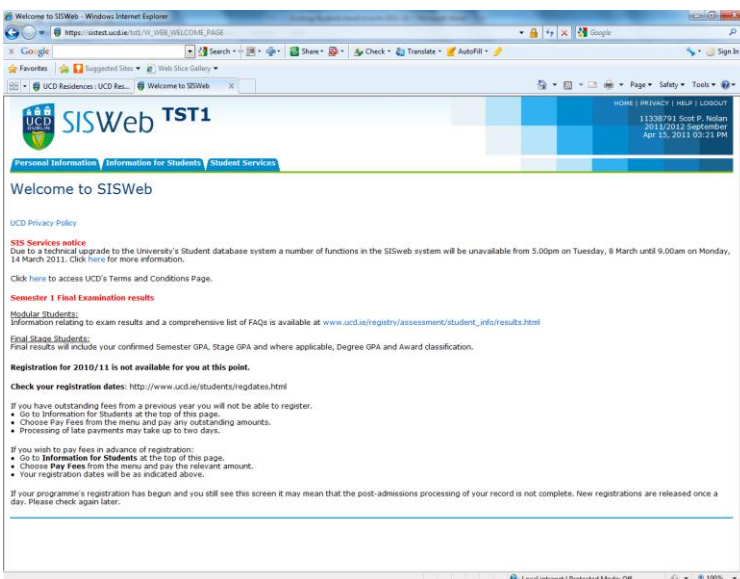 Welcome to SISWeb - Windows Internet Explorer
https://sistest.ucd.ie/tst1/W_WEB_WELCOME_PAGE
Google
x Google
Search
Share
Check
Translate
AutoFill
Sign In
Favorites
Suggested Sites
Web Slice Gallery
UCD Residences : UCD Res...
Welcome to SISWeb
X
Page
Safety
Tools
HOME | PRIVACY | HELP | LOGOUT
11338791 Scot P. Nolan
2011/2012 September
Apr 15, 2011 03:21 PM
UCD
DUBLIN
SISWeb TST1
Personal Information
Information for Students
Student Services
Welcome to SISWeb
UCD Privacy Policy
SIS Services notice
Due to a technical upgrade to the University's Student database system a number of functions in the SISweb system will be unavailable from 5.00pm on Tuesday, 8 March until 9.00am on Monday,
14 March 2011. Click here for more information.
Click here to access UCD's Terms and Conditions Page.
Semester 1 Final Examination results
Modular Students:
Information relating to exam results and a comprehensive list of FAQs is available at www.ucd.ie/registry/assessment/student_info/results.html
Final Stage Students:
Final results will include your confirmed Semester GPA, Stage GPA and where applicable, Degree GPA and Award classification.
Registration for 2010/11 is not available for you at this point.
Check your registration dates: http://www.ucd.ie/students/regdates.html
If you have outstanding fees from a previous year you will not be able to register.
• Go to Information for Students at the top of this page.
• Choose Pay Fees from the menu and pay any outstanding amounts.
• Processing of late payments may take up to two days.
If you wish to pay fees in advance of registration:
• Go to Information for Students at the top of this page.
• Choose Pay Fees from the menu and pay the relevant amount.
• Your registration dates will be as indicated above.
If your programme's registration has begun and you still see this screen it may mean that the post-admissions processing of your record is not complete. New registrations are released once a
day. Please check again later.
Local intranet | Protected Mode: Off
100%